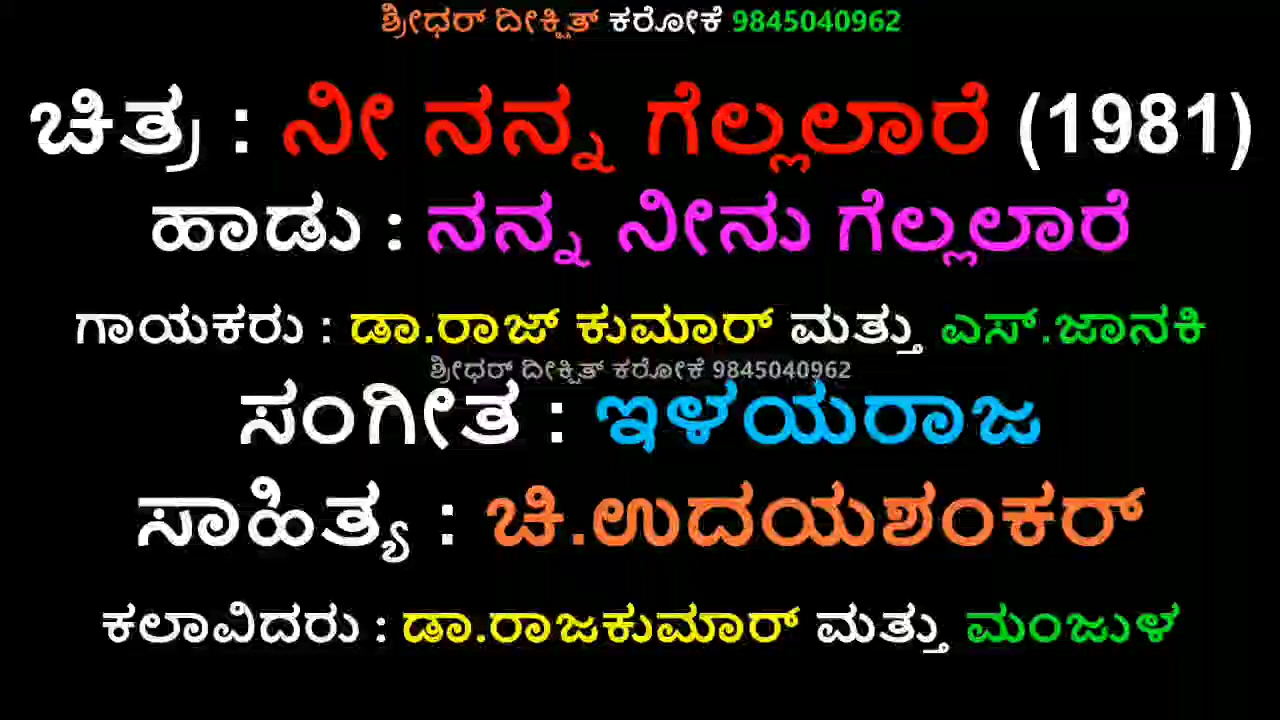 ಶ್ರೀಧರ್ ದೀಕ್ಷಿತ್ ಕರೋಕೆ 9845040962
ಚಿತ್ರ : ನೀ ನನ್ನ ಗೆಲ್ಲಲಾರೆ (1981)
ಹಾಡು : ನನ್ನ ನೀನು ಗೆಲ್ಲಲಾರೆ
ಗಾಯಕರು : ಡಾ.ರಾಜ್ ಕುಮಾರ್ ಮತ್ತು ಎಸ್.ಜಾನಕಿ
ಶ್ರೀಧರ್ ದೀಕ್ಷಿತ್ ಕರೋಕೆ 9845040962
ಸಂಗೀತ : ಇಳಯರಾಜ
ಸಾಹಿತ್ಯ : ಚಿ.ಉದಯಶಂಕರ್
ಕಲಾವಿದರು : ಡಾ.ರಾಜಕುಮಾರ್ ಮತ್ತು ಮಂಜುಳ